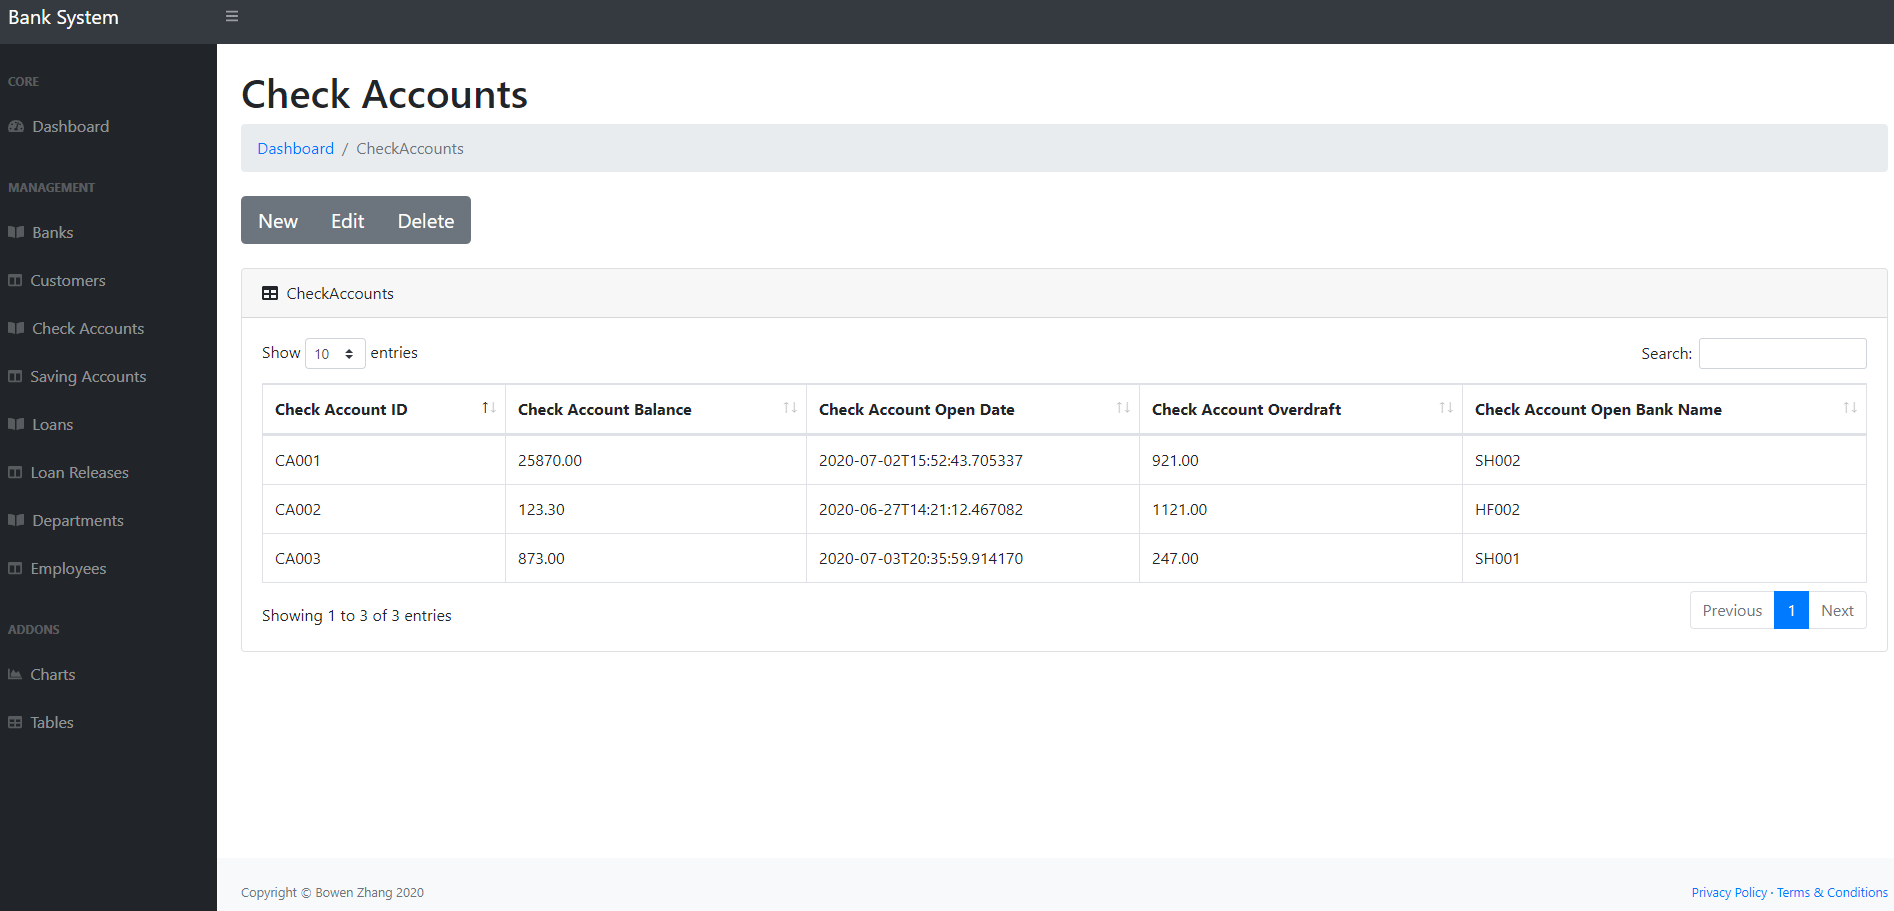 Bank System
CORE
Dashboard
MANAGEMENT
Banks
Customers
Check Accounts
Saving Accounts
Loans
Loan Releases
Departments
Employees
ADDONS
Charts
Tables
Check Accounts
Dashboard / CheckAccounts
New Edit Delete
CheckAccounts
Show 10 entries Search:
Check Account ID Check Account Balance Check Account Open Date Check Account Overdraft Check Account Open Bank Name
CA001 25870.00 2020-07-02T15:52:43.705337 921.00 SH002
CA002 123.30 2020-06-27T14:21:12.467082 1121.00 HF002
CA003 873.00 2020-07-03T20:35:59.914170 247.00 SH001
Showing 1 to 3 of 3 entries Previous 1 Next
Copyright © Bowen Zhang 2020 Privacy Policy · Terms & Conditions